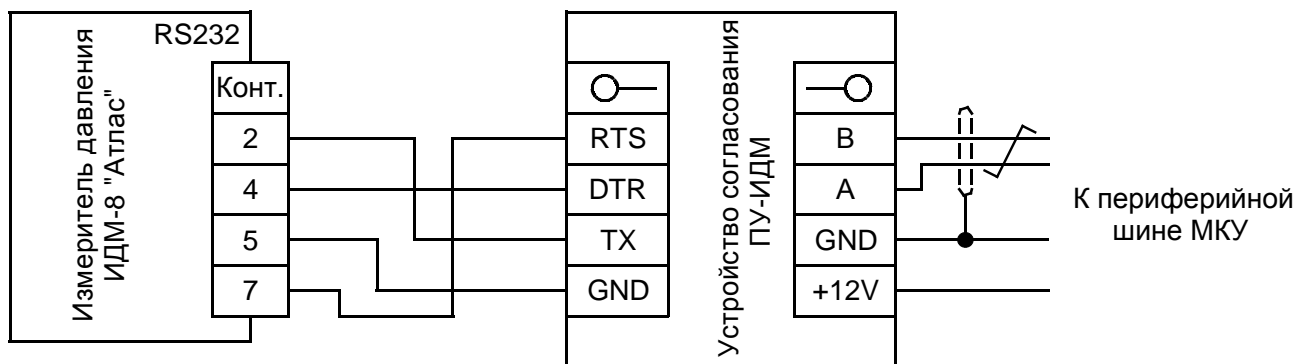 Измеритель давления
ИДМ-8 "Атлас"
RS232
Конт.
2
4
5
7
RTS
DTR
TX
GND
Устройство согласования
ПУ-ИДМ
B
A
GND
+12V
К периферийной
шине МКУ